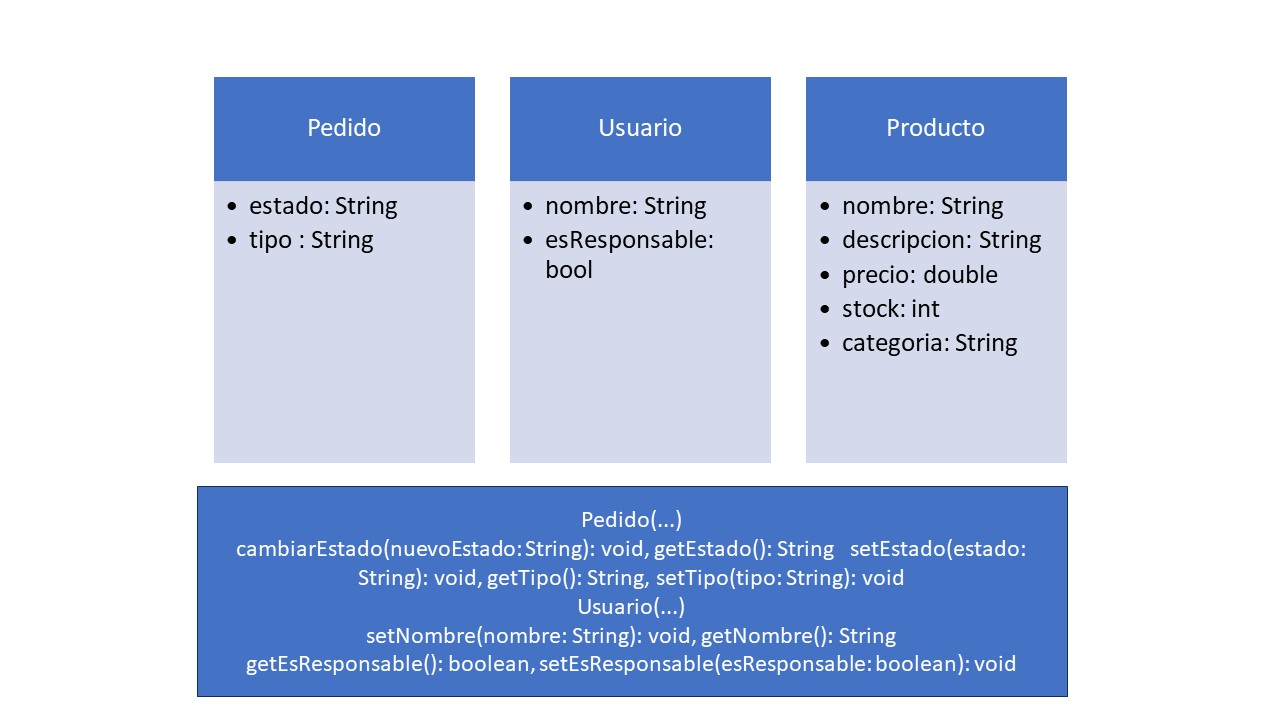 Pedido
• estado: String
• tipo : String
Usuario
• nombre: String
• esResponsable:
bool
Producto
• nombre: String
• descripcion: String
• precio: double
• stock: int
• categoria: String
Pedido(...)
cambiarEstado(nuevoEstado: String): void, getEstado(): String   setEstado(estado:
String): void, getTipo(): String, setTipo(tipo: String): void
Usuario(...)
setNombre(nombre: String): void, getNombre(): String
getEsResponsable(): boolean, setEsResponsable(esResponsable: boolean): void